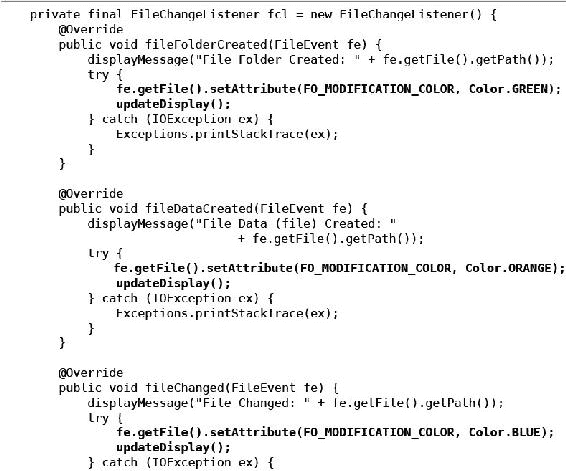 private final FileChangeListener fcl = new FileChangeListener() {
@Override
public void fileFolderCreated(FileEvent fe) {
displayMessage("File Folder Created: " + fe.getFile().getPath());
try {
fe.getFile().setAttribute(FO_MODIFICATION_COLOR, Color.GREEN);
updateDisplay();
} catch (IOException ex) {
Exceptions.printStackTrace(ex);
}
}
@Override
public void fileDataCreated(FileEvent fe) {
displayMessage("File Data (file) Created: "
+ fe.getFile().getPath());
try {
fe.getFile().setAttribute(FO_MODIFICATION_COLOR, Color.ORANGE);
updateDisplay();
} catch (IOException ex) {
Exceptions.printStackTrace(ex);
}
}
@Override
public void fileChanged(FileEvent fe) {
displayMessage("File Changed: " + fe.getFile().getPath());
try {
fe.getFile().setAttribute(FO_MODIFICATION_COLOR, Color.BLUE);
updateDisplay();
} catch (IOException ex) {